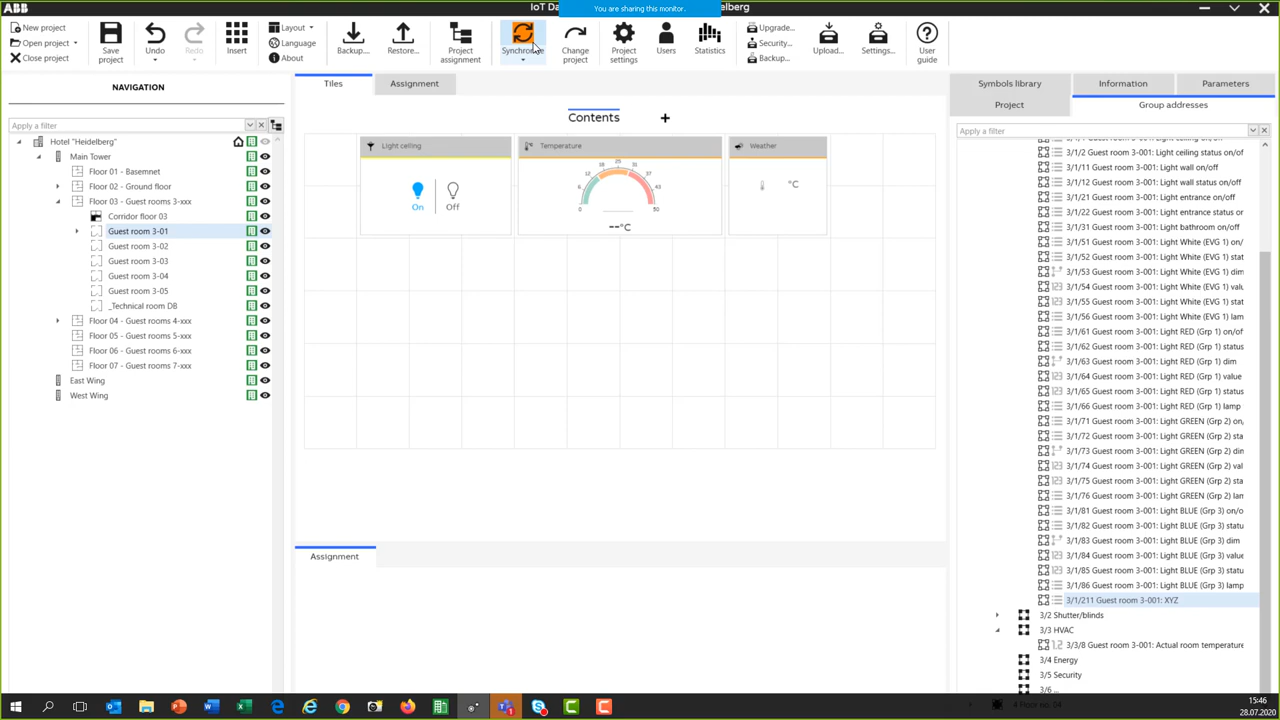 ABB
IoT Da
You are sharing this monitor.
elberg
New project
Open project
Close project
Save project
Undo
Redo
Insert
Layout
Language
About
Backup...
Restore...
Project assignment
Synchronize
Change project
Project settings
Users
Statistics
Upgrade...
Security...
Backup...
Upload...
Settings...
User guide
NAVIGATION
Apply a filter
Hotel "Heidelberg"
Main Tower
Floor 01 - Basemnet
Floor 02 - Ground floor
Floor 03 - Guest rooms 3-xxx
Corridor floor 03
Guest room 3-01
Guest room 3-02
Guest room 3-03
Guest room 3-04
Guest room 3-05
_Technical room DB
Floor 04 - Guest rooms 4-xxx
Floor 05 - Guest rooms 5-xxx
Floor 06 - Guest rooms 6-xxx
Floor 07 - Guest rooms 7-xxx
East Wing
West Wing
Tiles
Assignment
Contents +
Light ceiling
On
Off
Temperature
0 6 12 18 25 31 37 43 50
--°C
Weather
°C
Assignment
Symbols library
Information
Parameters
Project
Group addresses
Apply a filter
3/1/2 Guest room 3-001: Light ceiling status on/of
3/1/11 Guest room 3-001: Light wall on/off
3/1/12 Guest room 3-001: Light wall status on/off
3/1/21 Guest room 3-001: Light entrance on/off
3/1/22 Guest room 3-001: Light entrance status or
3/1/31 Guest room 3-001: Light bathroom on/off
3/1/51 Guest room 3-001: Light White (EVG 1) on/
3/1/52 Guest room 3-001: Light White (EVG 1) stat
3/1/53 Guest room 3-001: Light White (EVG 1) dim
3/1/54 Guest room 3-001: Light White (EVG 1) valu
3/1/55 Guest room 3-001: Light White (EVG 1) stat
3/1/56 Guest room 3-001: Light White (EVG 1) lam
3/1/61 Guest room 3-001: Light RED (Grp 1) on/of
3/1/62 Guest room 3-001: Light RED (Grp 1) status
3/1/63 Guest room 3-001: Light RED (Grp 1) dim
3/1/64 Guest room 3-001: Light RED (Grp 1) value
3/1/65 Guest room 3-001: Light RED (Grp 1) status
3/1/66 Guest room 3-001: Light RED (Grp 1) lamp
3/1/71 Guest room 3-001: Light GREEN (Grp 2) on,
3/1/72 Guest room 3-001: Light GREEN (Grp 2) sta
3/1/73 Guest room 3-001: Light GREEN (Grp 2) dir
3/1/74 Guest room 3-001: Light GREEN (Grp 2) val
3/1/75 Guest room 3-001: Light GREEN (Grp 2) sta
3/1/76 Guest room 3-001: Light GREEN (Grp 2) lan
3/1/81 Guest room 3-001: Light BLUE (Grp 3) on/o
3/1/82 Guest room 3-001: Light BLUE (Grp 3) statu
3/1/83 Guest room 3-001: Light BLUE (Grp 3) dim
3/1/84 Guest room 3-001: Light BLUE (Grp 3) value
3/1/85 Guest room 3-001: Light BLUE (Grp 3) statu
3/1/86 Guest room 3-001: Light BLUE (Grp 3) lamp
3/1/211 Guest room 3-001: XYZ
3/2 Shutter/blinds
3/3 HVAC
3/3/8 Guest room 3-001: Actual room temperature
3/4 Energy
3/5 Security
3/6 ...
4 Floor no. 04
15:46
28.07.2020